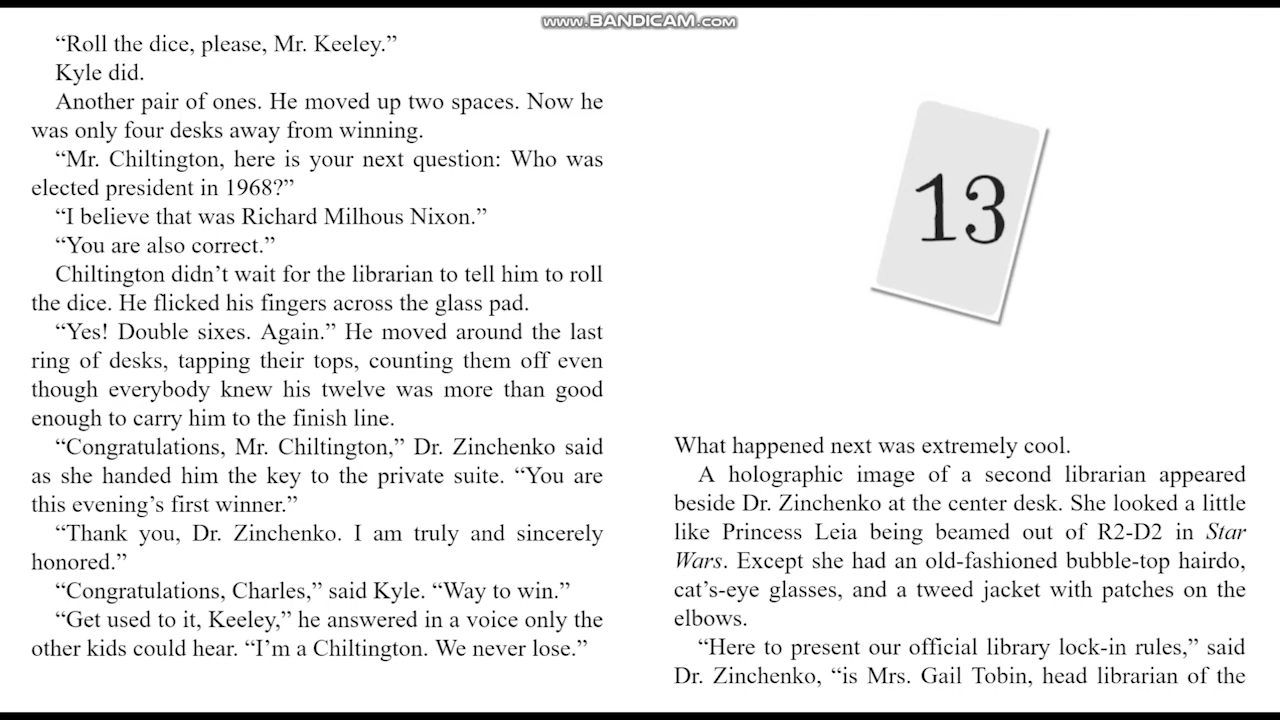 www.BANDICAM.com
“Roll the dice, please, Mr. Keeley.”
Kyle did.
Another pair of ones. He moved up two spaces. Now he
was only four desks away from winning.
“Mr. Chiltington, here is your next question: Who was
elected president in 1968?”
“I believe that was Richard Milhous Nixon.”
“You are also correct.”
Chiltington didn’t wait for the librarian to tell him to roll
the dice. He flicked his fingers across the glass pad.
“Yes! Double sixes. Again.” He moved around the last
ring of desks, tapping their tops, counting them off even
though everybody knew his twelve was more than good
enough to carry him to the finish line.
“Congratulations, Mr. Chiltington,” Dr. Zinchenko said
as she handed him the key to the private suite. “You are
this evening’s first winner.”
“Thank you, Dr. Zinchenko. I am truly and sincerely
honored.”
“Congratulations, Charles,” said Kyle. “Way to win.”
“Get used to it, Keeley,” he answered in a voice only the
other kids could hear. “I’m a Chiltington. We never lose.”
13
What happened next was extremely cool.
A holographic image of a second librarian appeared
beside Dr. Zinchenko at the center desk. She looked a little
like Princess Leia being beamed out of R2-D2 in Star
Wars. Except she had an old-fashioned bubble-top hairdo,
cat’s-eye glasses, and a tweed jacket with patches on the
elbows.
“Here to present our official library lock-in rules,” said
Dr. Zinchenko, “is Mrs. Gail Tobin, head librarian of the